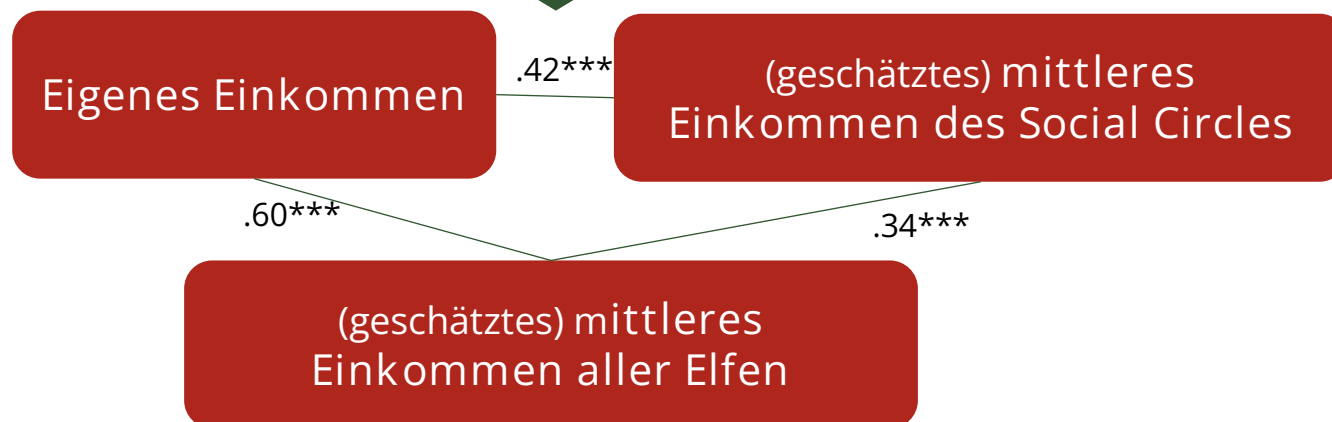 Eigenes Einkommen
.42***
(geschätztes) mittleres
Einkommen des Social Circles
.60***
.34***
(geschätztes) mittleres
Einkommen aller Elfen